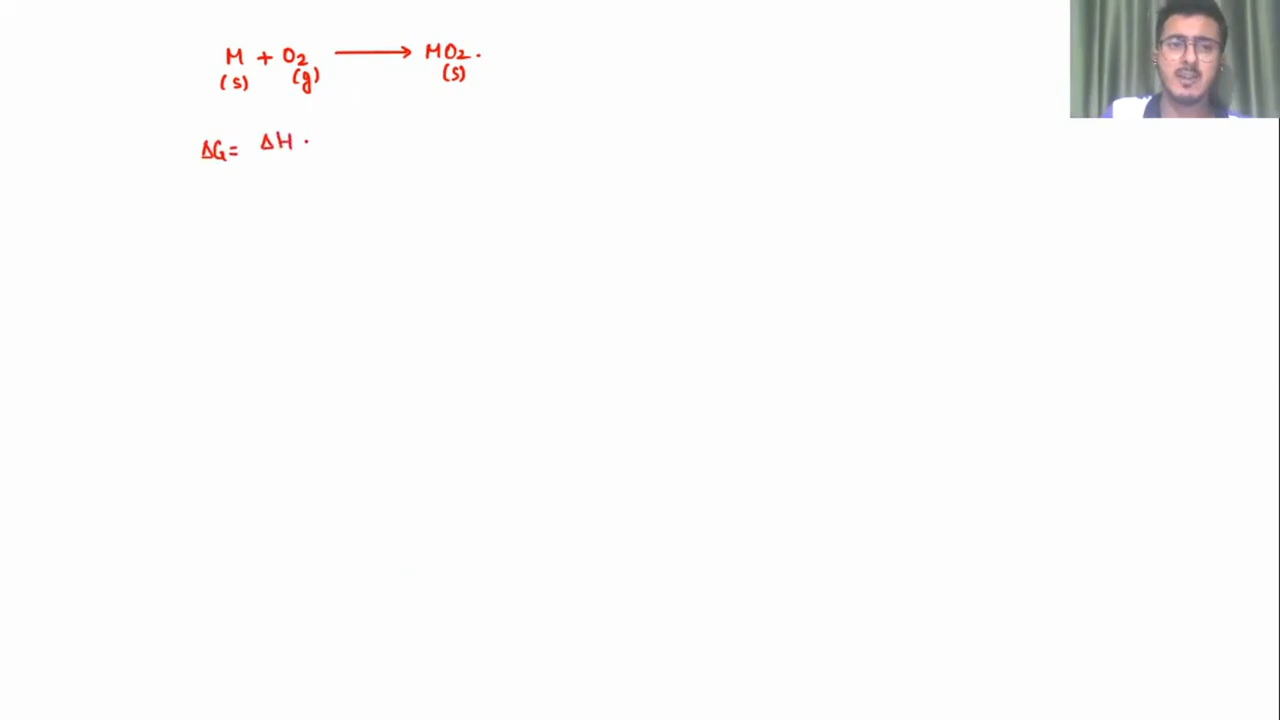 M + O2 ⟶ MO2.
(s) (g) (s)
ΔG= ΔH .